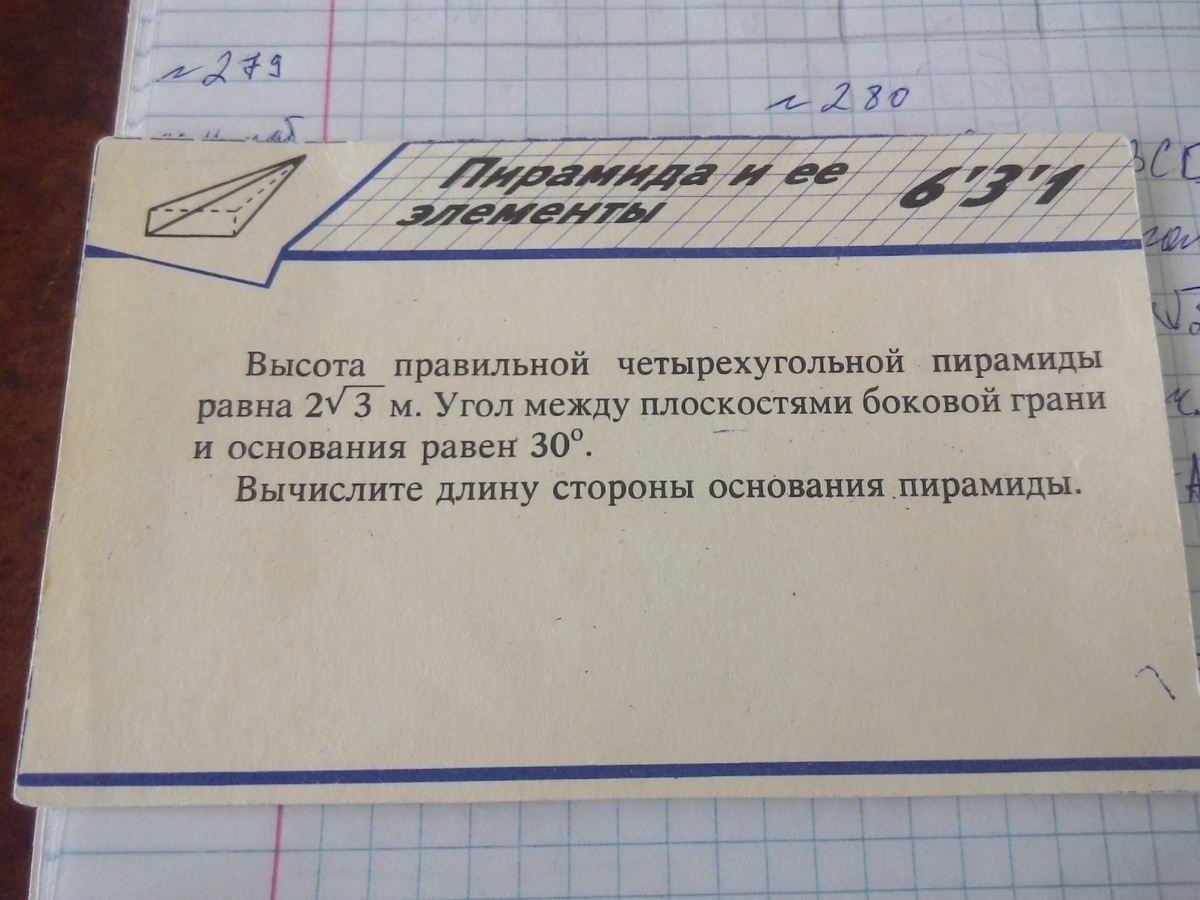 №279
№280
Пирамида и ее
элементы
6'3'1
Высота правильной четырехугольной пирамиды
равна 2√3 м. Угол между плоскостями боковой грани
и основания равен 30°.
Вычислите длину стороны основания пирамиды.